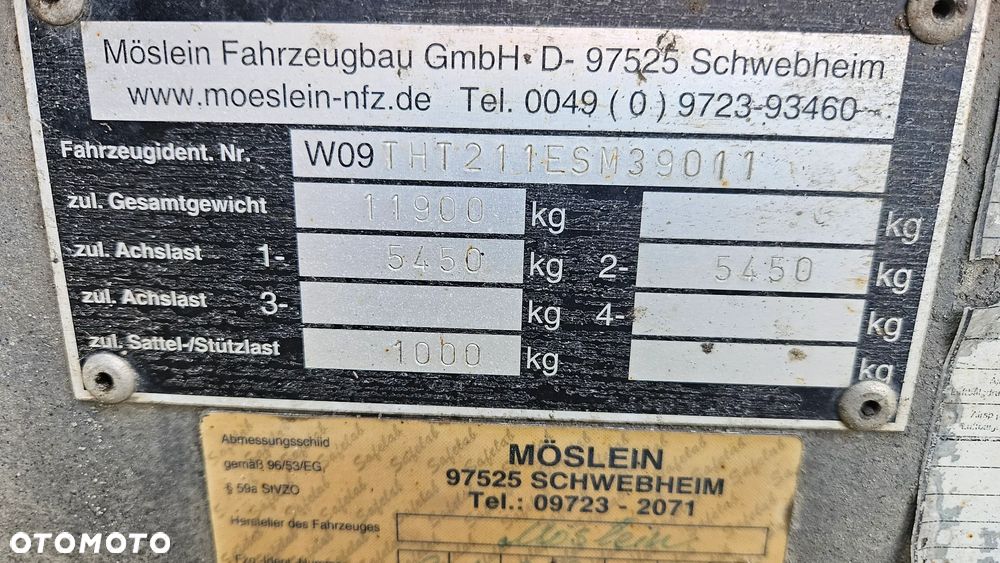 Möslein Fahrzeugbau GmbH · D- 97525 Schwebheim
www.moeslein-nfz.de Tel. 0049 ( 0 ) 9723-93460
Fahrzeugident. Nr. W09THT211ESM39011
zul. Gesamtgewicht 11900 kg kg
zul. Achslast 1- 5450 kg 2- 5450 kg
zul. Achslast 3- kg 4- kg
zul. Sattel-/Stützlast 1000 kg kg
Abmessungsschild
gemäß 96/53/EG,
§ 59a StVZO
MÖSLEIN
97525 SCHWEBHEIM
Tel.: 09723 - 2071
Hersteller des Fahrzeuges Möslein
OTOMOTO